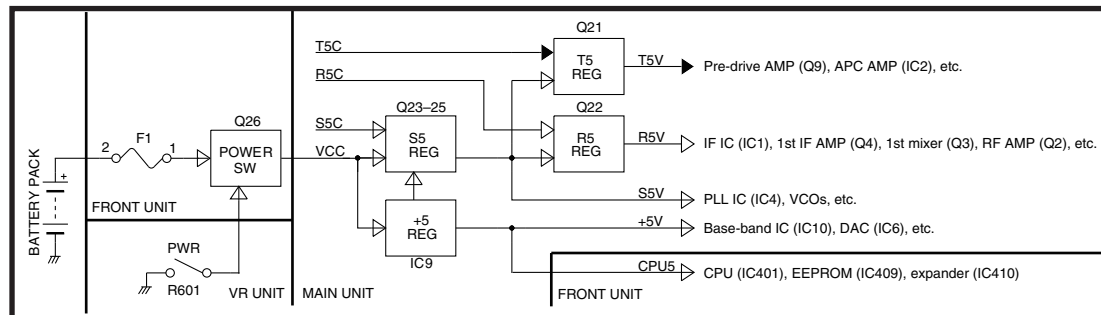 Q21
T5C
T5
REG
T5V
Pre-drive AMP (Q9), APC AMP (IC2), etc.
R5C
Q23–25
Q22
F1
Q26
S5C
2
1
POWER
SW
VCC
S5
REG
R5
REG
R5V
IF IC (IC1), 1st IF AMP (Q4), 1st mixer (Q3), RF AMP (Q2), etc.
BATTERY PACK
+
FRONT UNIT
S5V
PLL IC (IC4), VCOs, etc.
+5
REG
+5V
Base-band IC (IC10), DAC (IC6), etc.
PWR
IC9
CPU5
CPU (IC401), EEPROM (IC409), expander (IC410)
R601
VR UNIT
MAIN UNIT
FRONT UNIT